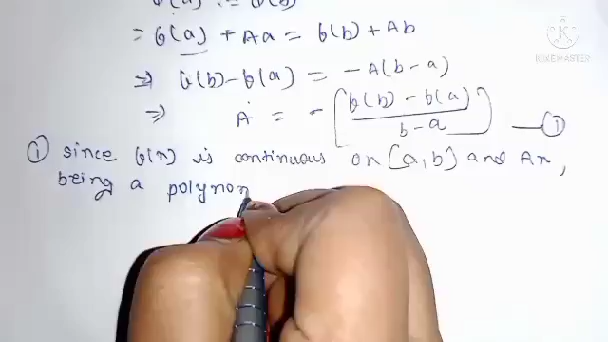 = f(a) + Aa = f(b) + Ab
⇒ f(b) - f(a) = -A(b-a)
⇒ A = - [ f(b) - f(a) / b-a ] —①
① since f(x) is continuous on [a,b] and Ax,
being a polynom
KINEMASTER